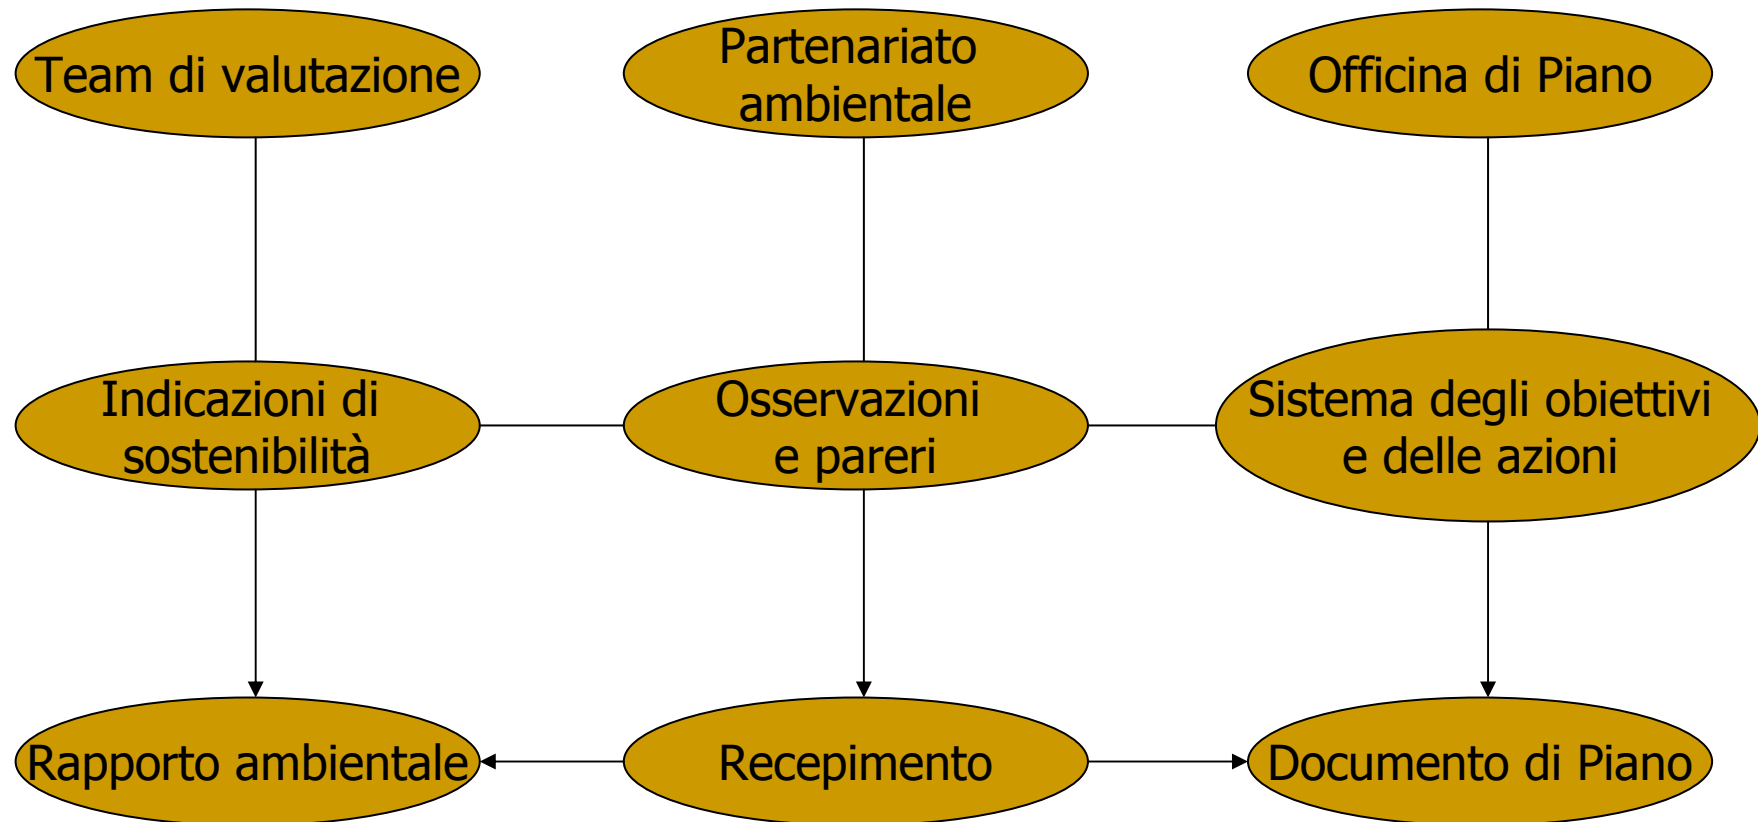 Team di valutazione
Partenariato
ambientale
Officina di Piano
Indicazioni di
sostenibilità
Osservazioni
e pareri
Sistema degli obiettivi
e delle azioni
Rapporto ambientale
Recepimento
Documento di Piano